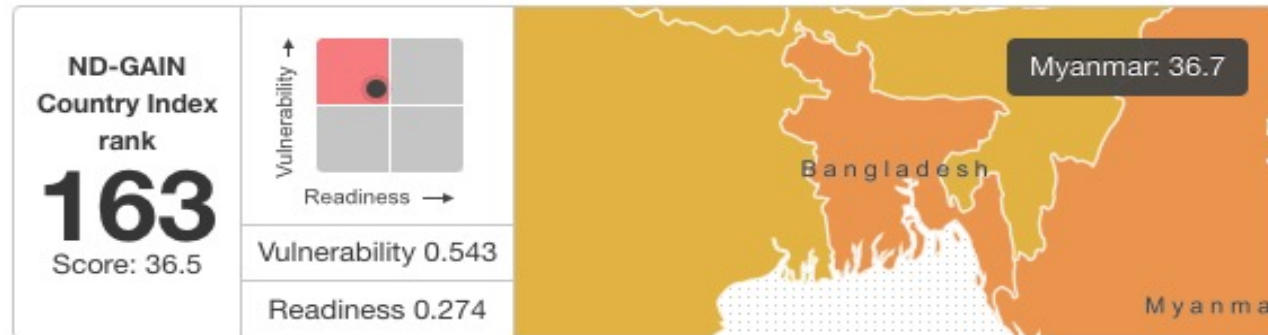 ND-GAIN
Country Index
rank
163
Score: 36.5
Vulnerability
Readiness
Vulnerability 0.543
Readiness 0.274
Myanmar: 36.7
Bangladesh
Myanma